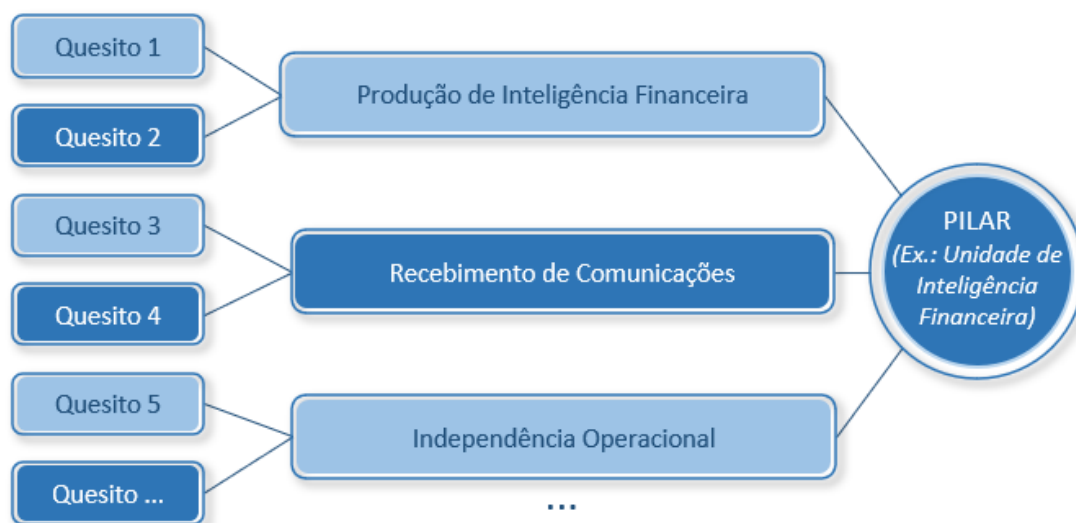 Quesito 1
Quesito 2
Quesito 3
Quesito 4
Quesito 5
Quesito ...
Produção de Inteligência Financeira
Recebimento de Comunicações
Independência Operacional
...
PILAR
(Ex.: Unidade de
Inteligência
Financeira)